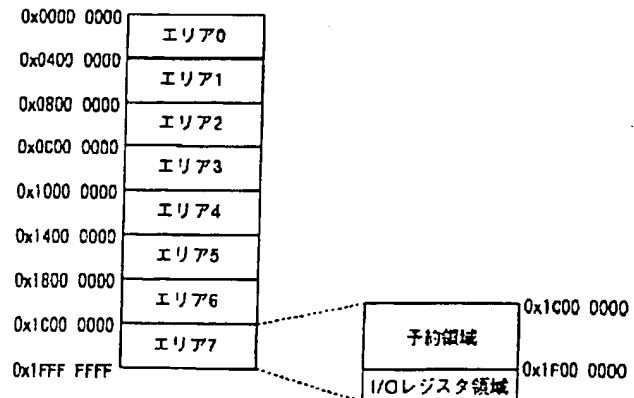 0x0000 0000
エリア0
0x0400 0000
エリア1
0x0800 0000
エリア2
0x0C00 0000
エリア3
0x1000 0000
エリア4
0x1400 0000
エリア5
0x1800 0000
エリア6
0x1C00 0000
エリア7
0x1FFF FFFF
0x1C00 0000
予約領域
0x1F00 0000
I/Oレジスタ領域